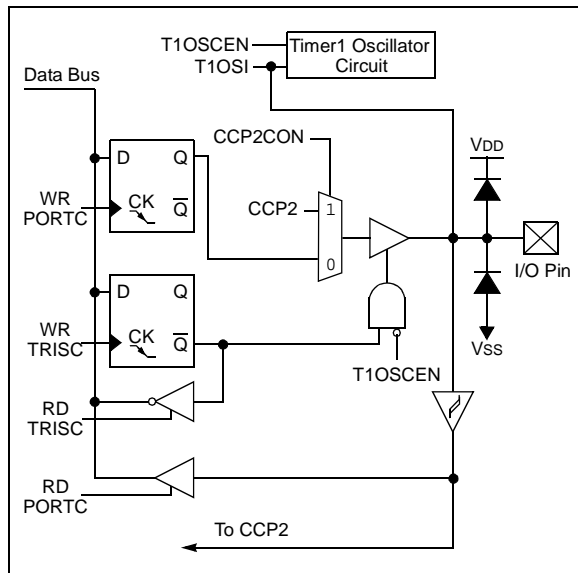 T1OSCEN
Timer1 Oscillator
Circuit
T1OSI
Data Bus
CCP2CON
VDD
D Q
CK
Q
WR
PORTC
CCP2
1
0
I/O Pin
D Q
CK
Q
WR
TRISC
VSS
T1OSCEN
RD
TRISC
RD
PORTC
To CCP2